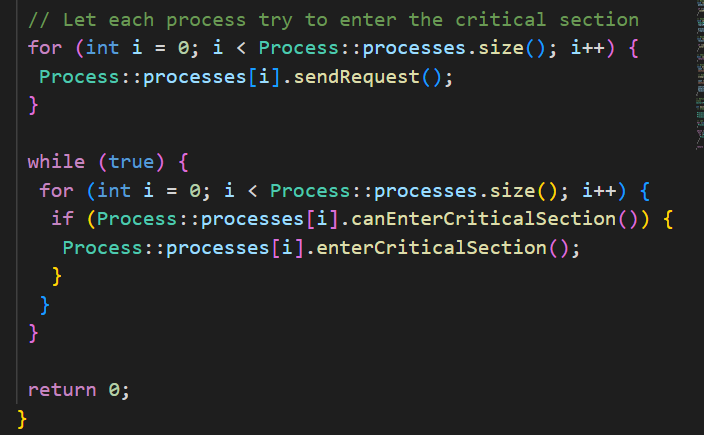 // Let each process try to enter the critical section
for (int i = 0; i < Process::processes.size(); i++) {
Process::processes[i].sendRequest();
}
while (true) {
for (int i = 0; i < Process::processes.size(); i++) {
if (Process::processes[i].canEnterCriticalSection()) {
Process::processes[i].enterCriticalSection();
}
}
}
return 0;
}